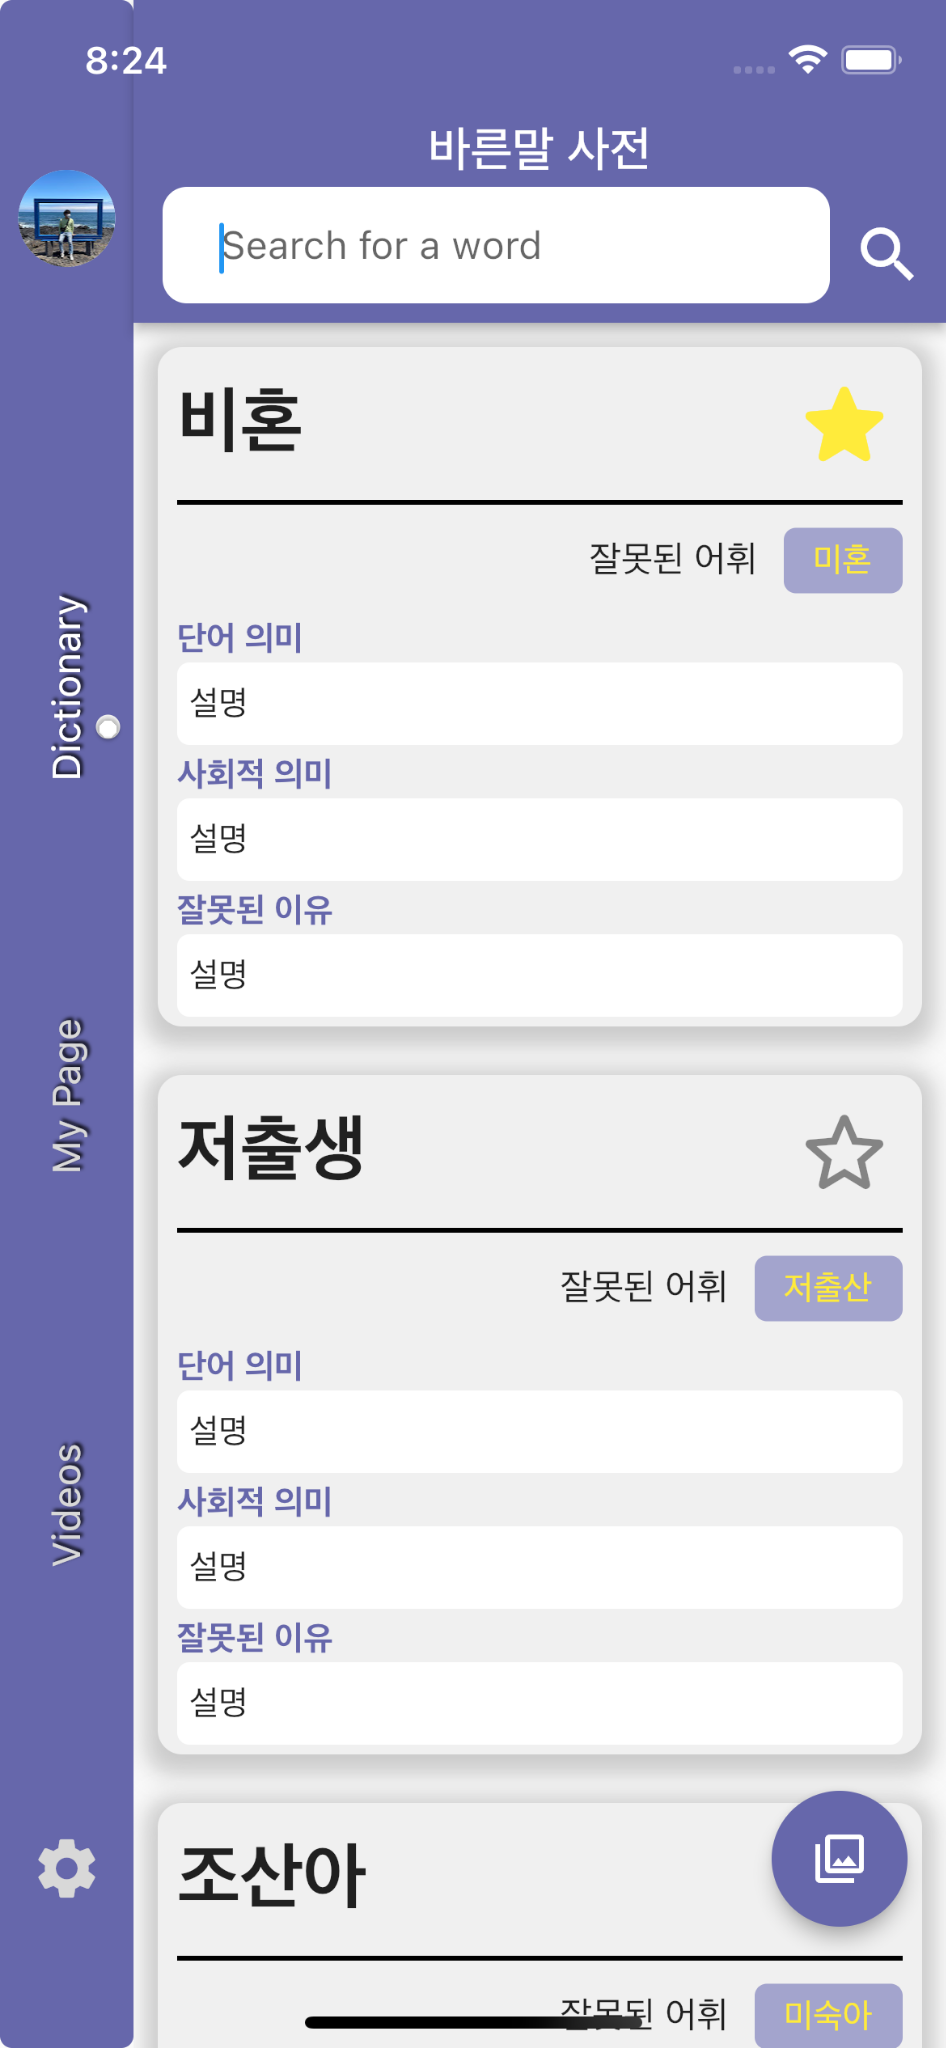 8:24
바른말 사전
Search for a word
Dictionary
My Page
Videos
비혼
잘못된 어휘 미혼
단어 의미
설명
사회적 의미
설명
잘못된 이유
설명
저출생
잘못된 어휘 저출산
단어 의미
설명
사회적 의미
설명
잘못된 이유
설명
조산아
잘못된 어휘 미숙아